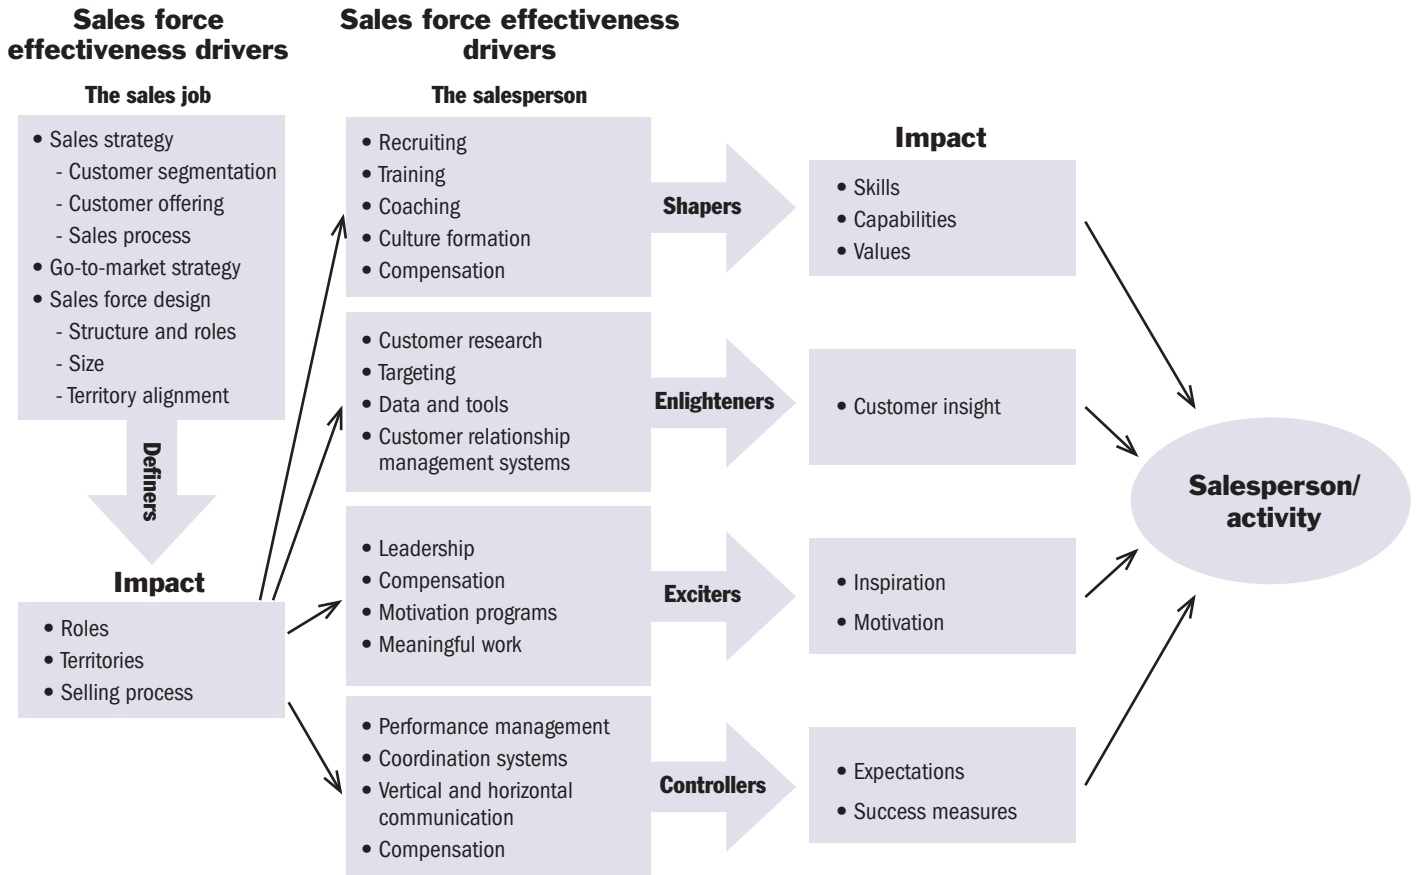 Sales force
effectiveness drivers
The sales job
• Sales strategy
- Customer segmentation
- Customer offering
- Sales process
• Go-to-market strategy
• Sales force design
- Structure and roles
- Size
- Territory alignment
Definers
Impact
• Roles
• Territories
• Selling process
Sales force effectiveness
drivers
The salesperson
• Recruiting
• Training
• Coaching
• Culture formation
• Compensation
Shapers
Impact
• Skills
• Capabilities
• Values
• Customer research
• Targeting
• Data and tools
• Customer relationship
management systems
Enlighteners
• Customer insight
• Leadership
• Compensation
• Motivation programs
• Meaningful work
Exciters
• Inspiration
• Motivation
• Performance management
• Coordination systems
• Vertical and horizontal
communication
• Compensation
Controllers
• Expectations
• Success measures
Salesperson/
activity